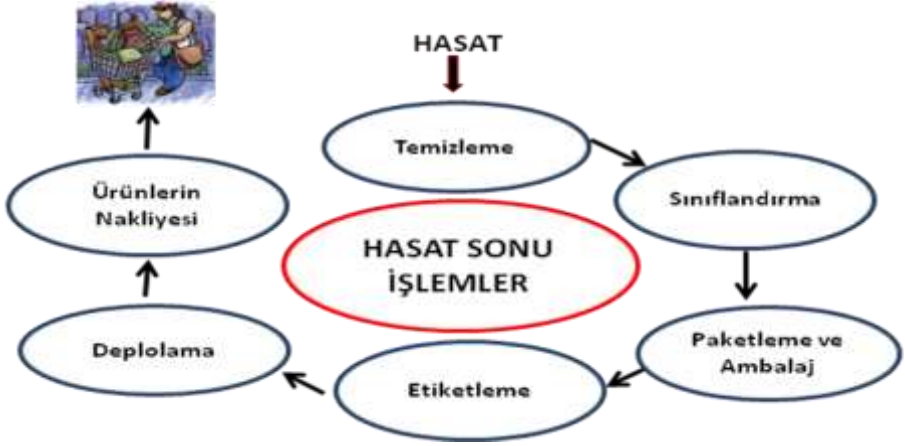 HASAT
Temizleme
Sınıflandırma
Paketleme ve
Ambalaj
Etiketleme
Deplolama
Ürünlerin
Nakliyesi
HASAT SONU
İŞLEMLER